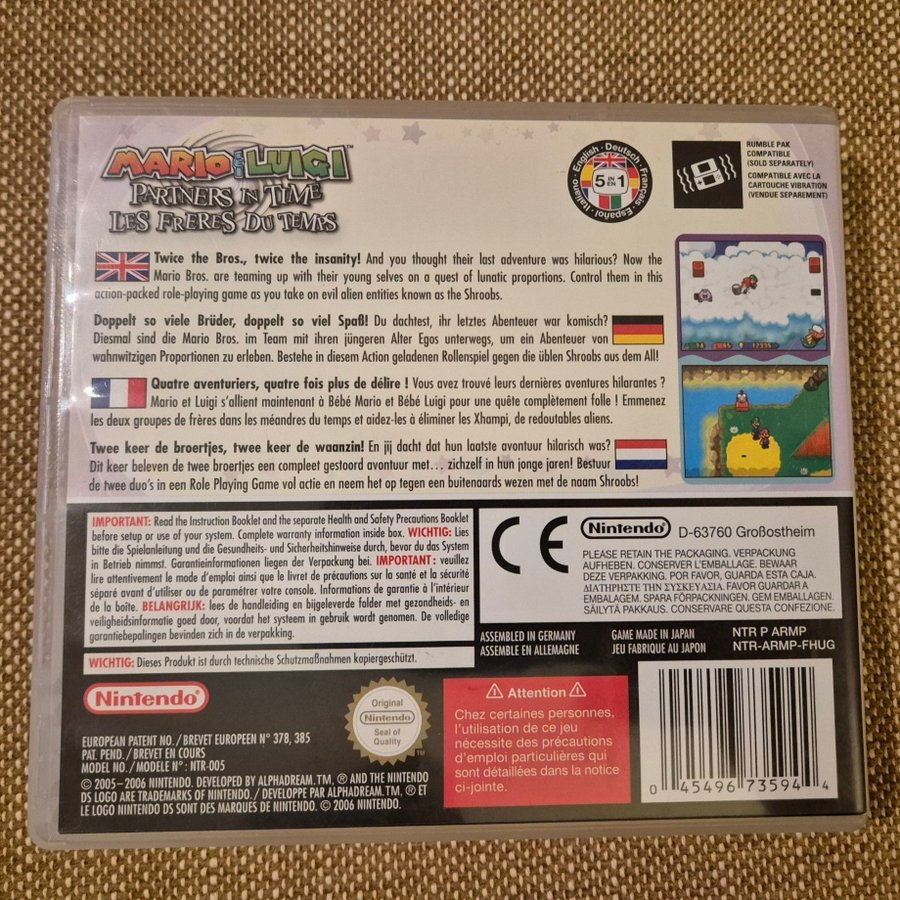 MARIO & LUIGI™
PARTNERS IN TIME
LES FRÈRES DU TEMPS
English · Deutsch · Français · Español · Italiano
5 IN EN 1
RUMBLE PAK
COMPATIBLE
(SOLD SEPARATELY)
COMPATIBLE AVEC LA
CARTOUCHE VIBRATION
(VENDUE SEPAREMENT)
Twice the Bros., twice the insanity! And you thought their last adventure was hilarious? Now the
Mario Bros. are teaming up with their young selves on a quest of lunatic proportions. Control them in this
action-packed role-playing game as you take on evil alien entities known as the Shroobs.
Doppelt so viele Brüder, doppelt so viel Spaß! Du dachtest, ihr letztes Abenteuer war komisch?
Diesmal sind die Mario Bros. im Team mit ihren jüngeren Alter Egos unterwegs, um ein Abenteuer von
wahnwitzigen Proportionen zu erleben. Bestehe in diesem Action geladenen Rollenspiel gegen die üblen Shroobs aus dem All!
Quatre aventuriers, quatre fois plus de délire ! Vous avez trouvé leurs dernières aventures hilarantes ?
Mario et Luigi s'allient maintenant à Bébé Mario et Bébé Luigi pour une quête complètement folle ! Emmenez
les deux groupes de frères dans les méandres du temps et aidez-les à éliminer les Xhampi, de redoutables aliens.
Twee keer de broertjes, twee keer de waanzin! En jij dacht dat hun laatste avontuur hilarisch was?
Dit keer beleven de twee broertjes een compleet gestoord avontuur met... zichzelf in hun jonge jaren! Bestuur
de twee duo's in een Role Playing Game vol actie en neem het op tegen een buitenaards wezen met de naam Shroobs!
IMPORTANT: Read the Instruction Booklet and the separate Health and Safety Precautions Booklet
before setup or use of your system. Complete warranty information inside box. WICHTIG: Lies
bitte die Spielanleitung und die Gesundheits- und Sicherheitshinweise durch, bevor du das System
in Betrieb nimmst. Garantieinformationen liegen der Verpackung bei. IMPORTANT : veuillez
lire attentivement le mode d'emploi ainsi que le livret de précautions sur la santé et la sécurité
séparé avant d'utiliser ou de paramétrer votre console. Informations de garantie à l'intérieur
de la boîte. BELANGRIJK: lees de handleiding en bijgeleverde folder met gezondheids- en
veiligheidsinformatie goed door, voordat het systeem in gebruik wordt genomen. De volledige
garantiebepalingen bevinden zich in de verpakking.
WICHTIG: Dieses Produkt ist durch technische Schutzmaßnahmen kopiergeschützt.
CE
Nintendo® D-63760 Großostheim
PLEASE RETAIN THE PACKAGING. VERPACKUNG
AUFHEBEN. CONSERVER L'EMBALLAGE. BEWAAR
DEZE VERPAKKING. POR FAVOR, GUARDA ESTA CAJA.
ΔΙΑΤΗΡΗΣΤΕ ΤΗΝ ΣΥΣΚΕΥΑΣΙΑ. FAVOR GUARDAR A
EMBALAGEM. SPARA FÖRPACKNINGEN. GEM EMBALLAGEN.
SÄILYTÄ PAKKAUS. CONSERVARE QUESTA CONFEZIONE.
ASSEMBLED IN GERMANY
ASSEMBLE EN ALLEMAGNE
GAME MADE IN JAPAN
JEU FABRIQUE AU JAPON
NTR P ARMP
NTR-ARMP-FHUG
Nintendo®
Original
Nintendo®
Seal of
Quality
TM
EUROPEAN PATENT NO. / BREVET EUROPEEN N° 378, 385
PAT. PEND. / BREVET EN COURS
MODEL NO. / MODELE N° : NTR-005
© 2005-2006 NINTENDO. DEVELOPED BY ALPHADREAM.TM, ® AND THE NINTENDO
DS LOGO ARE TRADEMARKS OF NINTENDO. / DEVELOPPE PAR ALPHADREAM.TM, ® ET
LE LOGO NINTENDO DS SONT DES MARQUES DE NINTENDO. © 2006 NINTENDO.
Attention
Chez certaines personnes,
l'utilisation de ce jeu
nécessite des précautions
d'emploi particulières qui
sont détaillées dans la notice
ci-jointe.
0 45496 73594 4